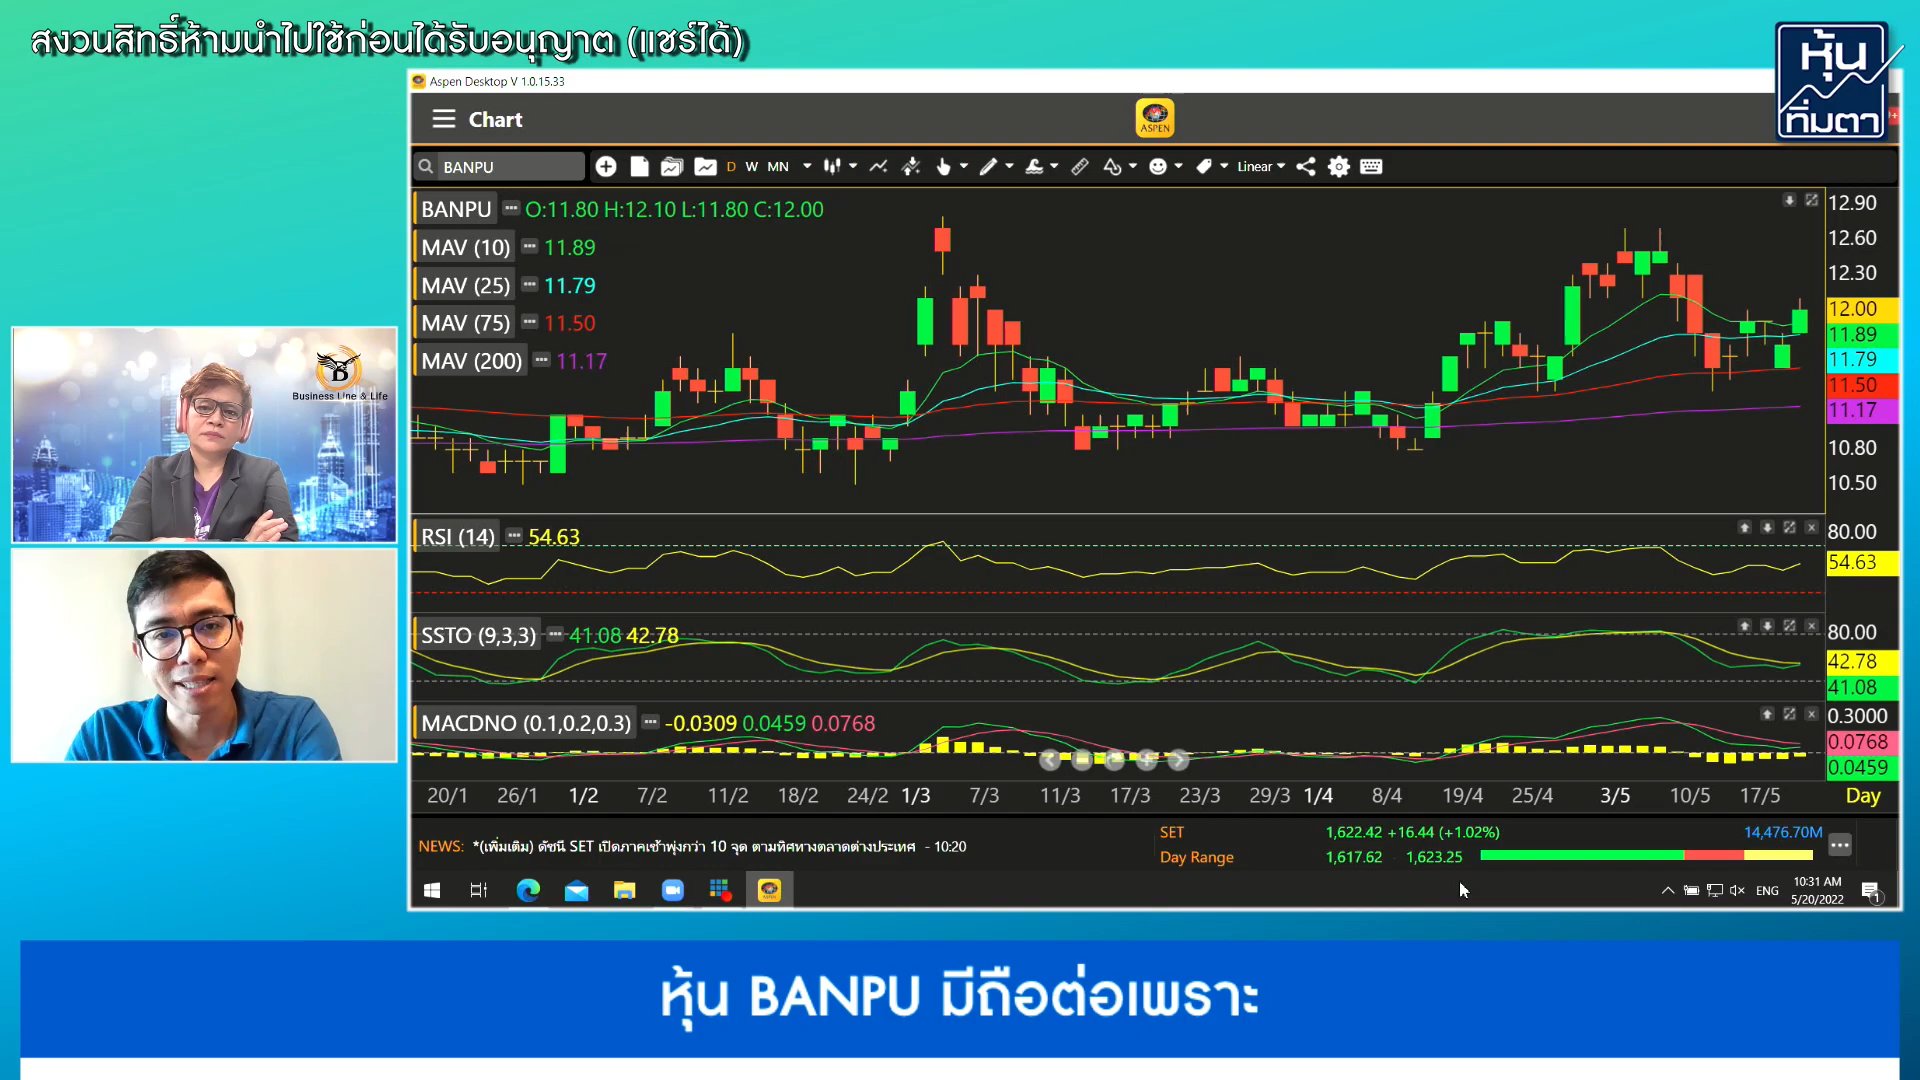 สงวนสิทธิ์ห้ามนำไปใช้ก่อนได้รับอนุญาต (แชร์ได้)
หุ้น
ทิ่มตา
Aspen Desktop V 1.0.15.33
Chart
ASPEN
BANPU
D W MN
Linear
BANPU O:11.80 H:12.10 L:11.80 C:12.00
MAV (10) 11.89
MAV (25) 11.79
MAV (75) 11.50
MAV (200) 11.17
12.90
12.60
12.30
12.00
11.89
11.79
11.50
11.17
10.80
10.50
B
Business Line & Life
RSI (14) 54.63
80.00
54.63
SSTO (9,3,3) 41.08 42.78
80.00
42.78
41.08
MACDNO (0.1,0.2,0.3) -0.0309 0.0459 0.0768
0.3000
0.0768
0.0459
20/1 26/1 1/2 7/2 11/2 18/2 24/2 1/3 7/3 11/3 17/3 23/3 29/3 1/4 8/4 19/4 25/4 3/5 10/5 17/5 Day
NEWS: *(เพิ่มเติม) ดัชนี SET เปิดภาคเช้าพุ่งกว่า 10 จุด ตามทิศทางตลาดต่างประเทศ - 10:20
SET 1,622.42 +16.44 (+1.02%) 14,476.70M
Day Range 1,617.62 - 1,623.25
ENG
10:31 AM
5/20/2022
1
หุ้น BANPU มีถือต่อเพราะ